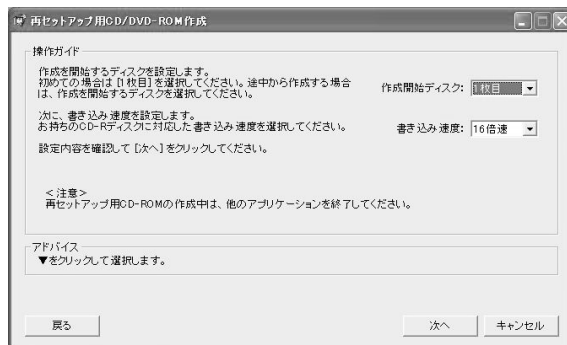 再セットアップ用CD/DVD-ROM作成
操作ガイド
作成を開始するディスクを設定します。
初めての場合は [1枚目] を選択してください。途中から作成する場合
は、作成を開始するディスクを選択してください。
作成開始ディスク: 1枚目
次に、書き込み速度を設定します。
お持ちのCD-Rディスクに対応した書き込み速度を選択してください。
書き込み速度: 16倍速
設定内容を確認して [次へ] をクリックしてください。
<注意>
再セットアップ用CD-ROMの作成中は、他のアプリケーションを終了してください。
アドバイス
▼をクリックして選択します。
戻る
次へ
キャンセル